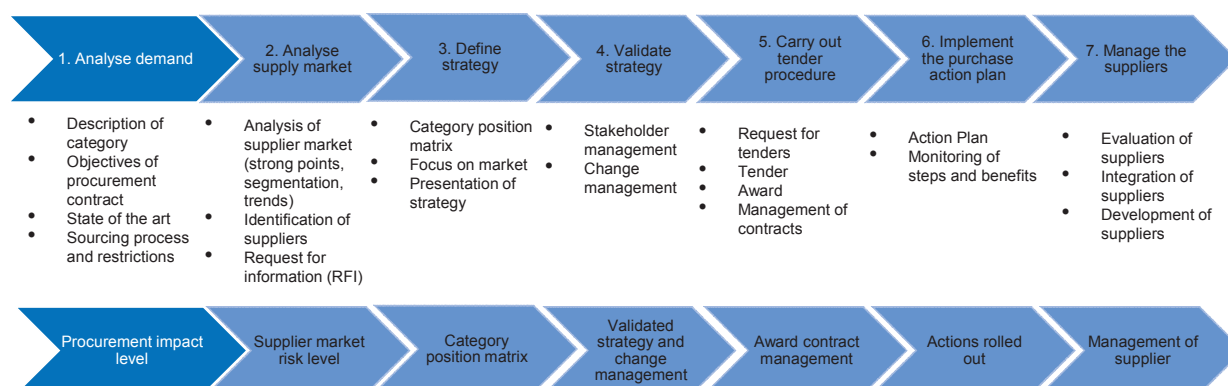 1. Analyse demand
2. Analyse
supply market
3. Define
strategy
4. Validate
strategy
5. Carry out
tender
procedure
6. Implement
the purchase
action plan
7. Manage the
suppliers
• Description of
category
• Objectives of
procurement
contract
• State of the art
• Sourcing process
and restrictions
• Analysis of
supplier market
(strong points,
segmentation,
trends)
• Identification of
suppliers
• Request for
information (RFI)
• Category position
matrix
• Focus on market
• Presentation of
strategy
• Stakeholder
management
• Change
management
• Request for
tenders
• Tender
• Award
• Management of
contracts
• Action Plan
• Monitoring of
steps and benefits
• Evaluation of
suppliers
• Integration of
suppliers
• Development of
suppliers
Procurement impact
level
Supplier market
risk level
Category
position matrix
Validated
strategy and
change
management
Award contract
management
Actions rolled
out
Management of
supplier